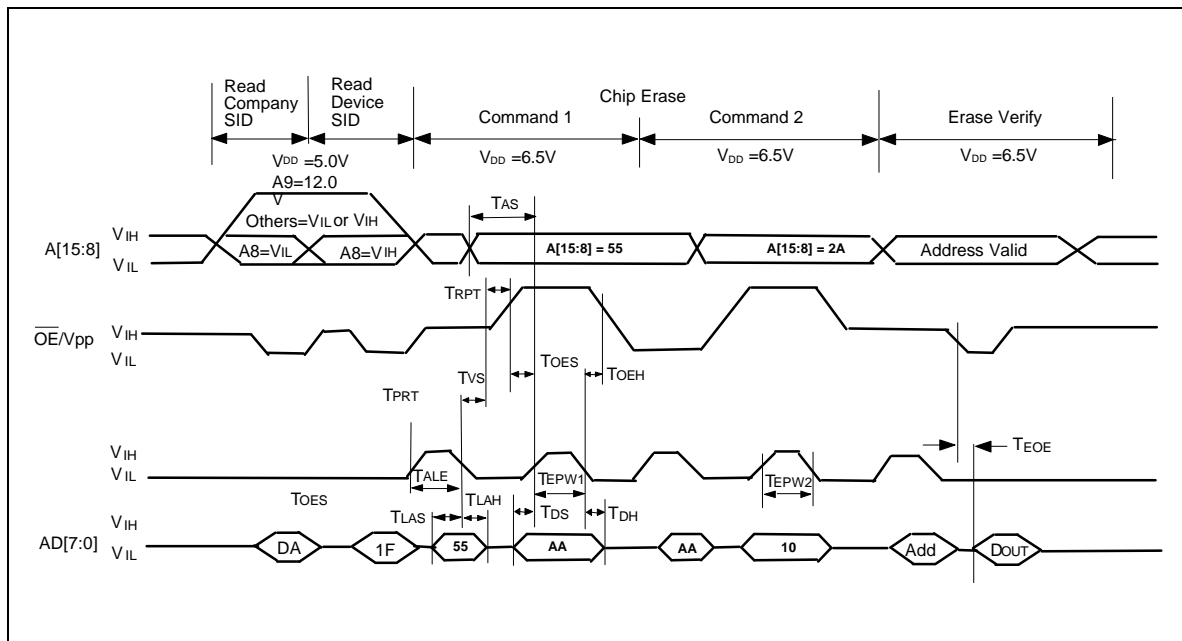 Read
Company
SID
Read
Device
SID
Chip Erase
Command 1
Command 2
Erase Verify
VDD =5.0V
VDD =6.5V
VDD =6.5V
VDD =6.5V
A9=12.0
V
Others=VIL or VIH
TAS
A[15:8]
VIH
VIL
A8=VIL
A8=VIH
A[15:8] = 55
A[15:8] = 2A
Address Valid
TRPT
OE/Vpp
VIH
VIL
TOES
TOEH
TVS
TPRT
VIH
VIL
TEOE
TALE
TEPW1
TEPW2
TOES
TLAH
TLAS
TDS
TDH
AD[7:0]
VIH
VIL
DA
1F
55
AA
AA
10
Add
DOUT